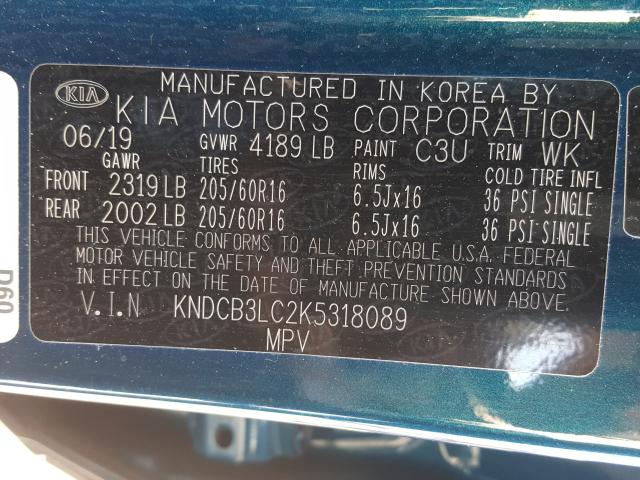 KIA MANUFACTURED IN KOREA BY
KIA MOTORS CORPORATION
06/19 GVWR 4189 LB PAINT C3U TRIM WK
GAWR TIRES RIMS COLD TIRE INFL
FRONT 2319 LB 205/60R16 6.5Jx16 36 PSI SINGLE
REAR 2002 LB 205/60R16 6.5Jx16 36 PSI SINGLE
THIS VEHICLE CONFORMS TO ALL APPLICABLE U.S.A. FEDERAL
MOTOR VEHICLE SAFETY AND THEFT PREVENTION STANDARDS
IN EFFECT ON THE DATE OF MANUFACTURE SHOWN ABOVE.
V.I.N KNDCB3LC2K5318089
MPV
D60